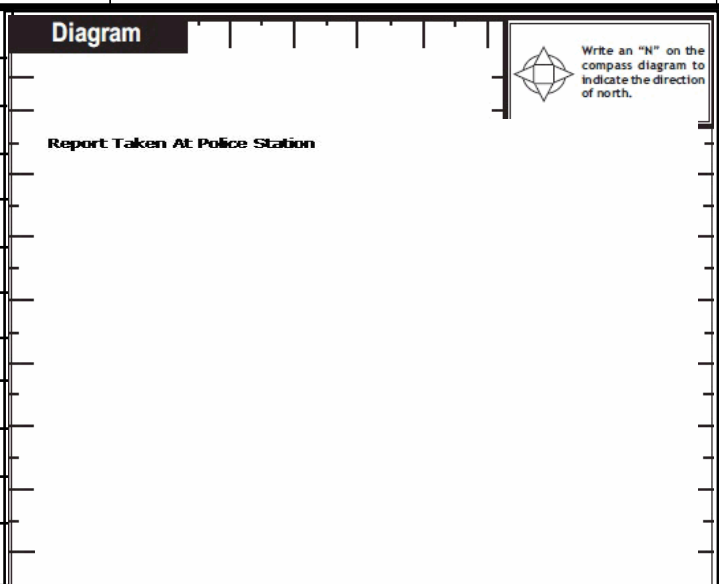 Diagram
Write an “N” on the
compass diagram to
indicate the direction
of north.
Report Taken At Police Station